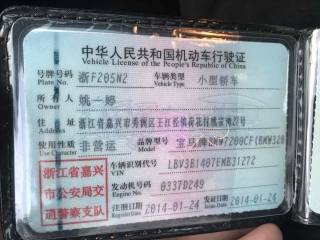 中华人民共和国机动车行驶证
Vehicle License of the People's Republic of China
号牌号码 浙F205N2 车辆类型 小型轿车
Plate No. Vehicle Type
所有人 姚一婷
Owner
住址 浙江省嘉兴市秀洲区王江泾镇荷花
Address
使用性质 非营运 品牌型号 宝马牌BMW7200CF(BMW320
Use Character Model
浙江省嘉兴
市公安局交
通警察支队
车辆识别代号 LBV3B1407EMB31272
VIN
发动机号码 0337D249
Engine No.
注册日期 2014-01-24 发证日期 2014-01-24
Register Date Issue Date